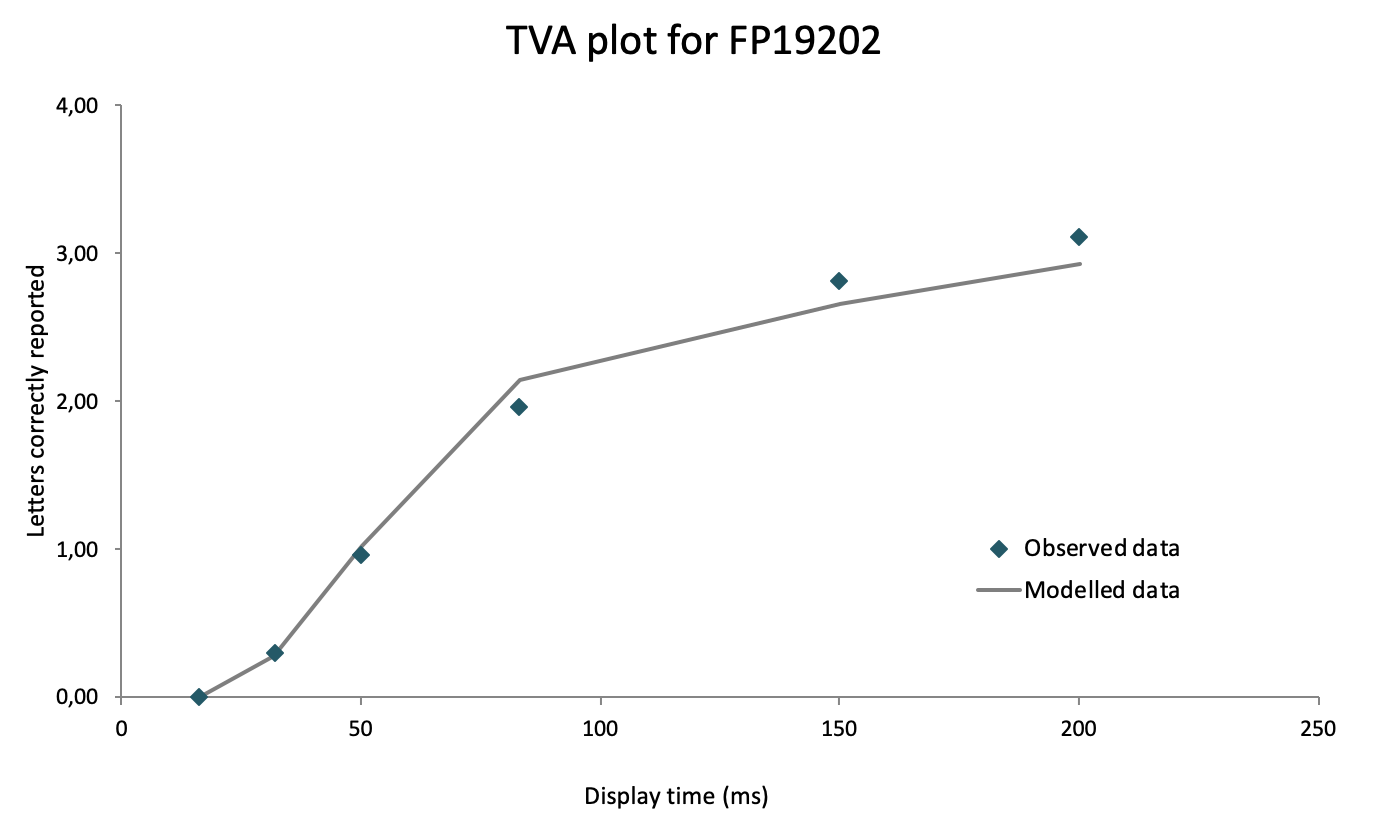 TVA plot for FP19202
4,00
3,00
2,00
1,00
0,00
Letters correctly reported
0
50
100
150
200
250
Display time (ms)
Observed data
Modelled data